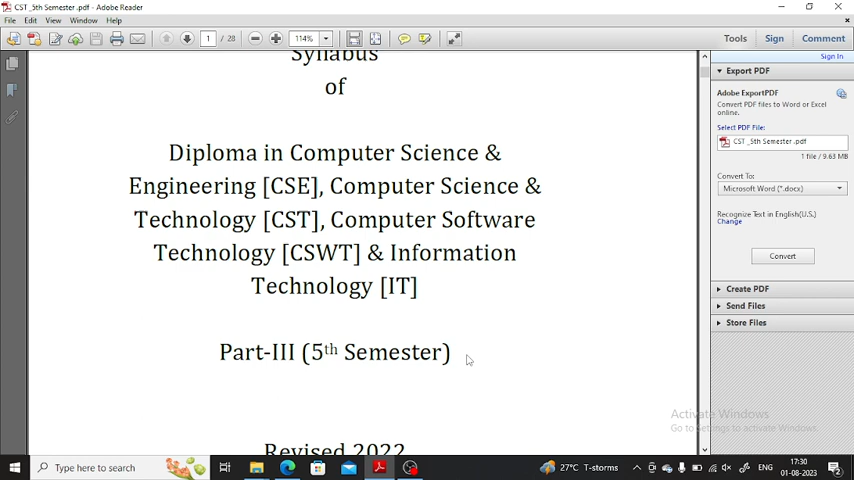 CST _5th Semester .pdf - Adobe Reader
File Edit View Window Help
1 / 28 114% Tools Sign Comment
Sign In
Syllabus
of
Diploma in Computer Science &
Engineering [CSE], Computer Science &
Technology [CST], Computer Software
Technology [CSWT] & Information
Technology [IT]
Part-III (5th Semester)
Revised 2022
Export PDF
Adobe ExportPDF
Convert PDF files to Word or Excel
online.
Select PDF File:
CST _5th Semester .pdf
1 file / 9.63 MB
Convert To:
Microsoft Word (*.docx)
Recognize Text in English(U.S.)
Change
Convert
Create PDF
Send Files
Store Files
Activate Windows
Go to Settings to activate Windows.
Type here to search
27°C T-storms
ENG
17:30
01-08-2023
2